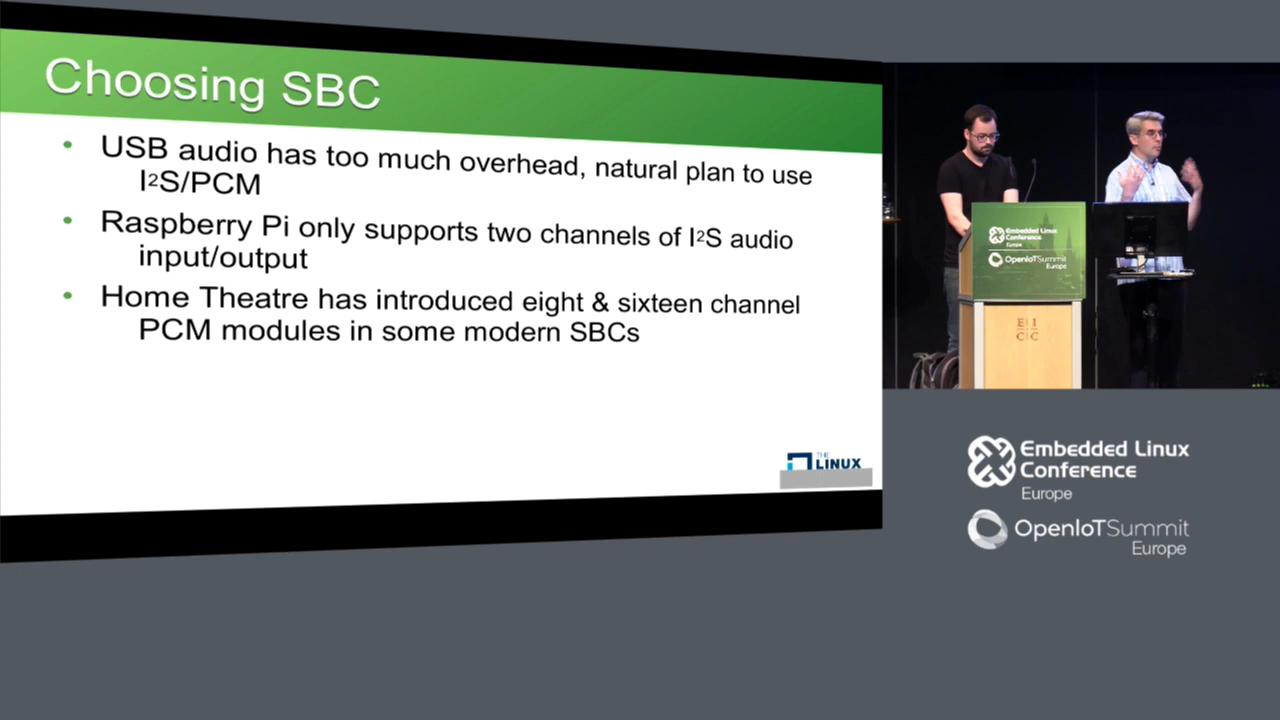 Choosing SBC
• USB audio has too much overhead, natural plan to use
I²S/PCM
• Raspberry Pi only supports two channels of I²S audio
input/output
• Home Theatre has introduced eight & sixteen channel
PCM modules in some modern SBCs
THE
LINUX
Embedded Linux
Conference
Europe
OpenIoTSummit
Europe
Embedded Linux
Conference
Europe
OpenIoTSummit
Europe